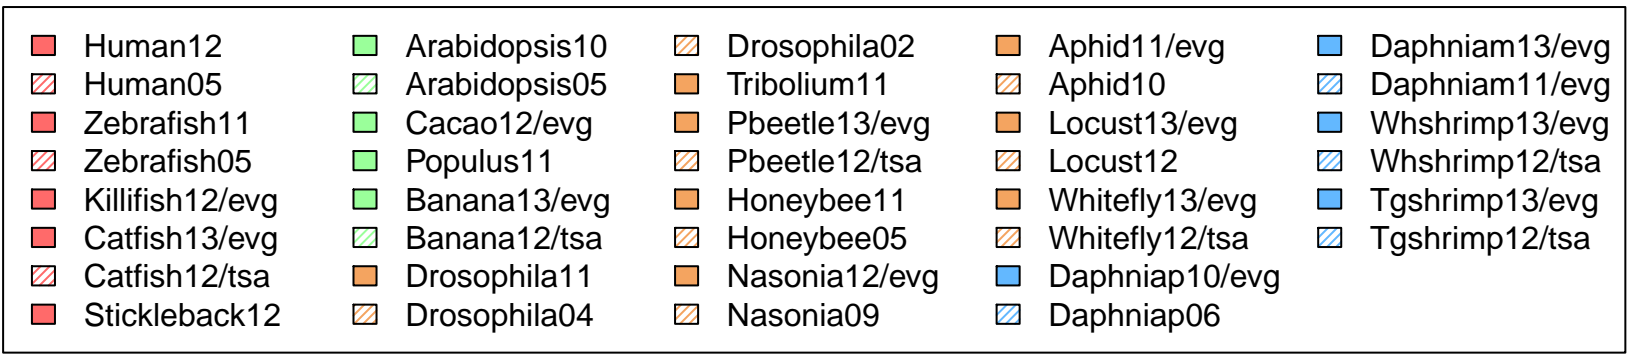 Human12
Human05
Zebrafish11
Zebrafish05
Killifish12/evg
Catfish13/evg
Catfish12/tsa
Stickleback12
Arabidopsis10
Arabidopsis05
Cacao12/evg
Populus11
Banana13/evg
Banana12/tsa
Drosophila11
Drosophila04
Drosophila02
Tribolium11
Pbeetle13/evg
Pbeetle12/tsa
Honeybee11
Honeybee05
Nasonia12/evg
Nasonia09
Aphid11/evg
Aphid10
Locust13/evg
Locust12
Whitefly13/evg
Whitefly12/tsa
Daphniap10/evg
Daphniap06
Daphniam13/evg
Daphniam11/evg
Whshrimp13/evg
Whshrimp12/tsa
Tgshrimp13/evg
Tgshrimp12/tsa